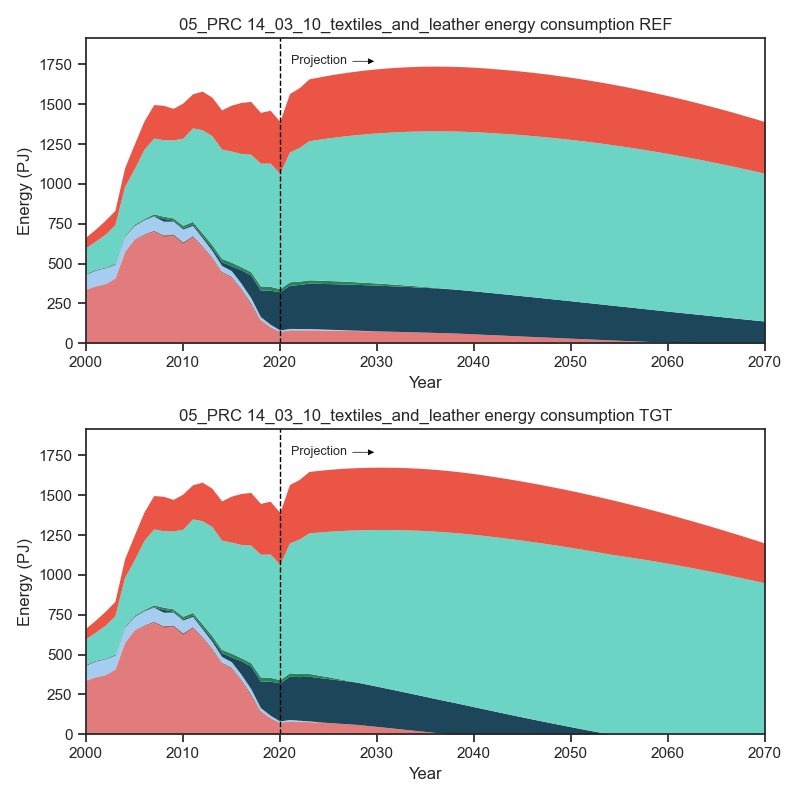 05_PRC 14_03_10_textiles_and_leather energy consumption REF
Projection
Energy (PJ)
1750
1500
1250
1000
750
500
250
0
2000 2010 2020 2030 2040 2050 2060 2070
Year
05_PRC 14_03_10_textiles_and_leather energy consumption TGT
Projection
Energy (PJ)
1750
1500
1250
1000
750
500
250
0
2000 2010 2020 2030 2040 2050 2060 2070
Year